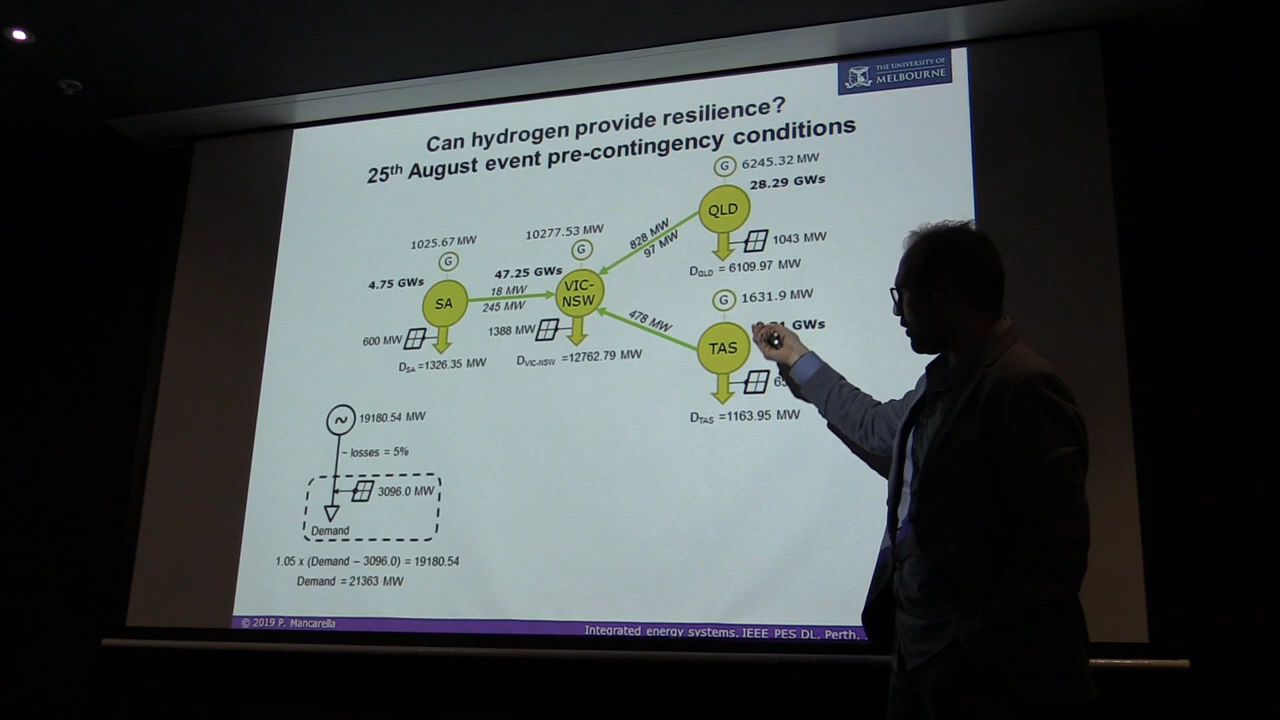 THE UNIVERSITY OF
MELBOURNE
Can hydrogen provide resilience?
25th August event pre-contingency conditions
G
6245.32 MW
28.29 GWs
QLD
828 MW
97 MW
1043 MW
D_QLD = 6109.97 MW
1025.67 MW
G
4.75 GWs
SA
600 MW
D_SA =1326.35 MW
18 MW
245 MW
10277.53 MW
G
47.25 GWs
VIC-
NSW
1388 MW
D_VIC-NSW =12762.79 MW
478 MW
G
1631.9 MW
GWs
TAS
D_TAS =1163.95 MW
~
19180.54 MW
~ losses = 5%
3096.0 MW
Demand
1.05 x (Demand – 3096.0) = 19180.54
Demand = 21363 MW
© 2019 P. Mancarella
Integrated energy systems, IEEE PES DL, Perth,